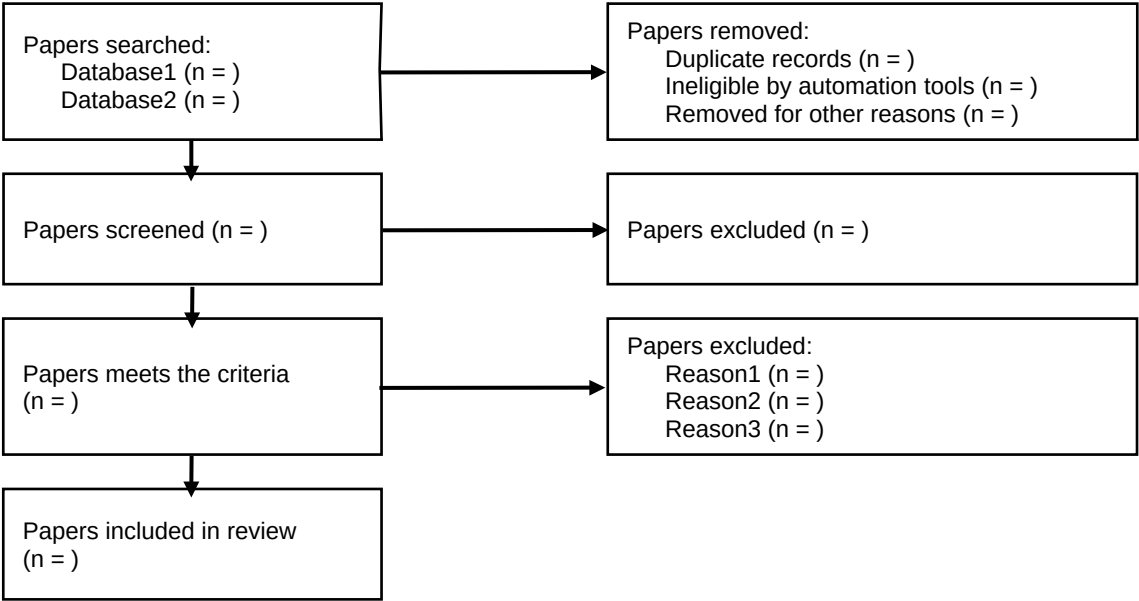 Papers searched:
Database1 (n = )
Database2 (n = )
Papers removed:
Duplicate records (n = )
Ineligible by automation tools (n = )
Removed for other reasons (n = )
Papers screened (n = )
Papers excluded (n = )
Papers meets the criteria
(n = )
Papers excluded:
Reason1 (n = )
Reason2 (n = )
Reason3 (n = )
Papers included in review
(n = )